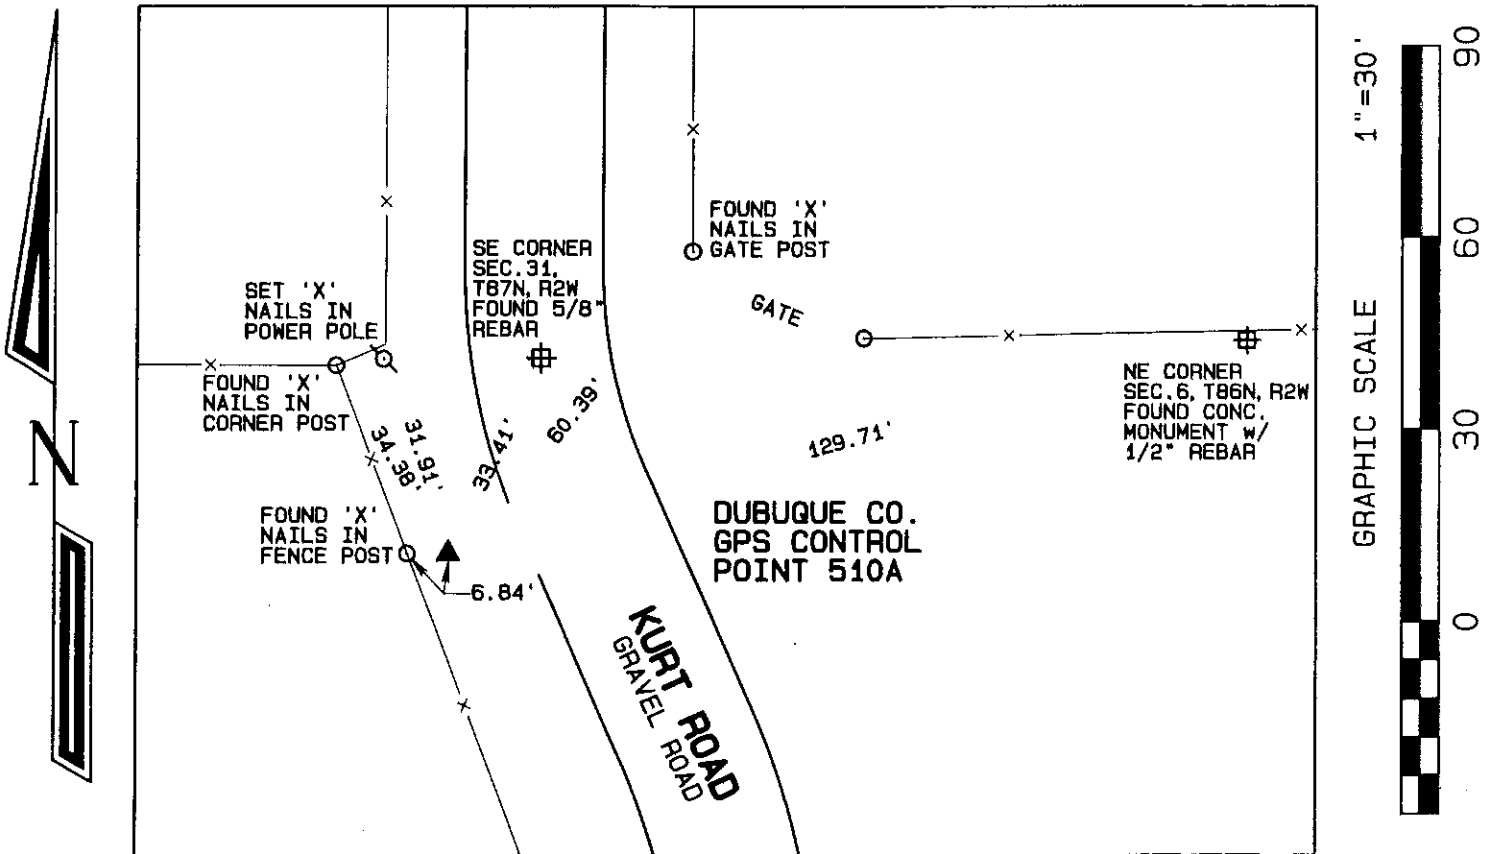 FOUND 'X'
NAILS IN
GATE POST
SE CORNER
SEC.31,
T87N, R2W
FOUND 5/8"
REBAR
SET 'X'
NAILS IN
POWER POLE
GATE
FOUND 'X'
NAILS IN
CORNER POST
NE CORNER
SEC.6, T86N, R2W
FOUND CONC.
MONUMENT w/
1/2" REBAR
31.91'
34.38'
33.41'
60.39'
129.71'
FOUND 'X'
NAILS IN
FENCE POST
DUBUQUE CO.
GPS CONTROL
POINT 510A
6.84'
KURT ROAD
GRAVEL ROAD
N
1"=30'
GRAPHIC SCALE
90
60
30
0